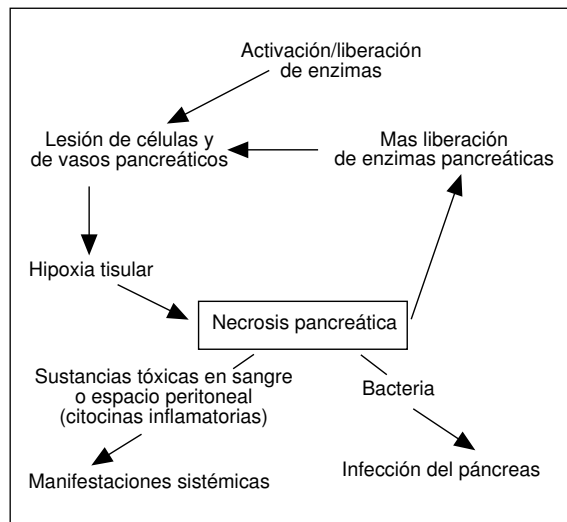 Activación/liberación
de enzimas
Lesión de células y
de vasos pancreáticos
Mas liberación
de enzimas pancreáticas
Hipoxia tisular
Necrosis pancreática
Sustancias tóxicas en sangre
o espacio peritoneal
(citocinas inflamatorias)
Bacteria
Manifestaciones sistémicas
Infección del páncreas